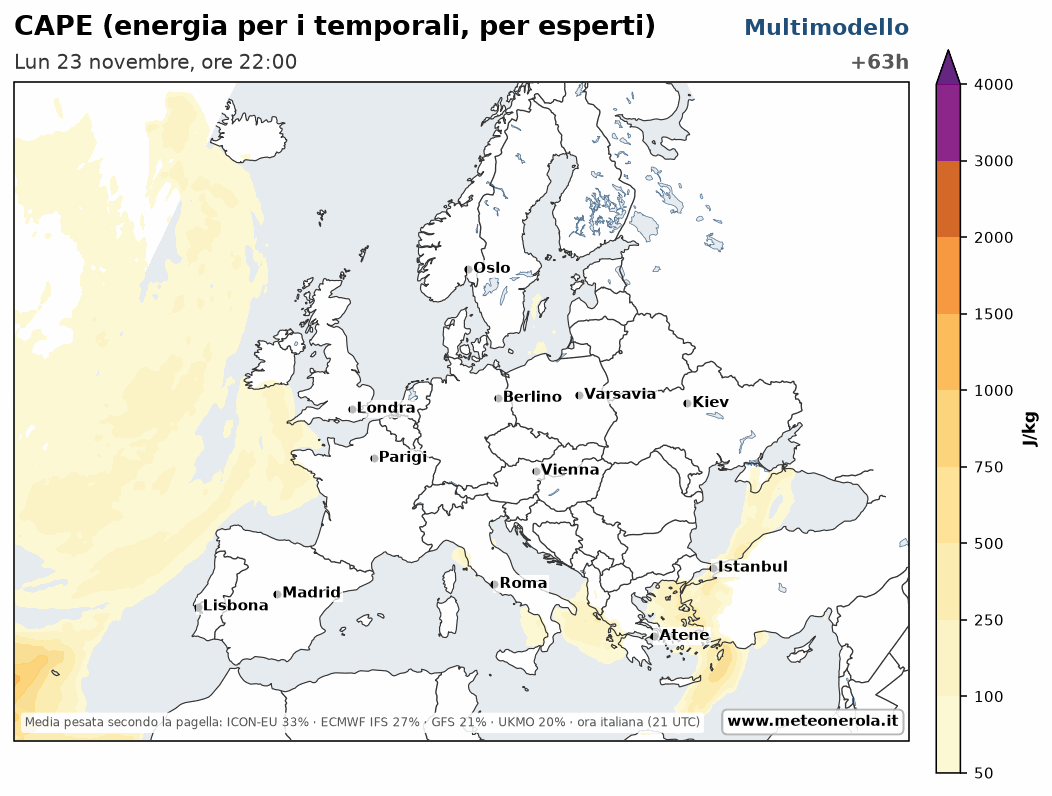 CAPE (energia per i temporali, per esperti)
Multimodello
Lun 23 novembre, ore 22:00
+63h
4000
3000
2000
1500
1000
750
500
250
100
50
J/kg
Oslo
Londra
Berlino
Varsavia
Kiev
Parigi
Vienna
Istanbul
Roma
Madrid
Lisbona
Atene
Media pesata secondo la pagella: ICON-EU 33% · ECMWF IFS 27% · GFS 21% · UKMO 20% · ora italiana (21 UTC)
www.meteonerola.it